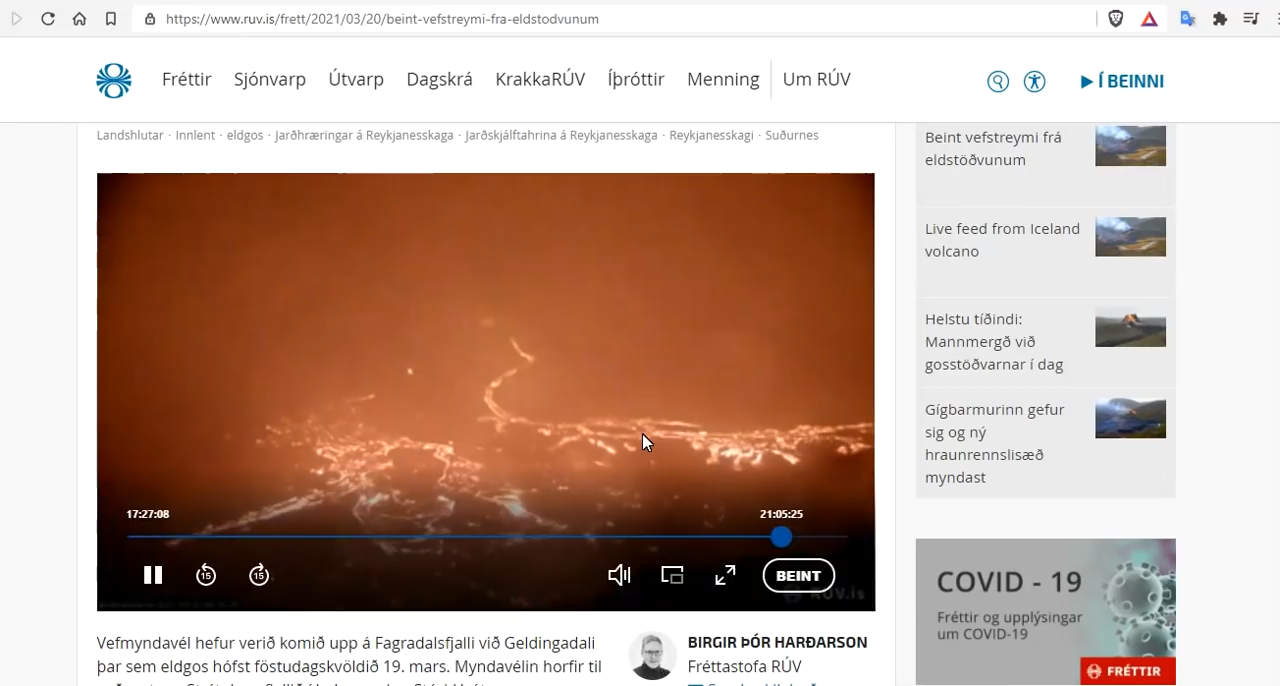 https://www.ruv.is/frett/2021/03/20/beint-vefstreymi-fra-eldstodvunum
Fréttir Sjónvarp Útvarp Dagskrá KrakkaRÚV Íþróttir Menning Um RÚV Í BEINNI
Landshlutar · Innlent · eldgos · Jarðhræringar á Reykjanesskaga · Jarðskjálftahrina á Reykjanesskaga · Reykjanesskagi · Suðurnes
17:27:08
21:05:25
15
15
BEINT
RÚV.is
Vefmyndavél hefur verið komið upp á Fagradalsfjalli við Geldingadali
þar sem eldgos hófst föstudagskvöldið 19. mars. Myndavélin horfir til
BIRGIR ÞÓR HARÐARSON
Fréttastofa RÚV
Beint vefstreymi frá
eldstöðvunum
Live feed from Iceland
volcano
Helstu tíðindi:
Mannmergð við
gosstöðvarnar í dag
Gígbarmurinn gefur
sig og ný
hraunrennslisæð
myndast
COVID - 19
Fréttir og upplýsingar
um COVID-19
FRÉTTIR